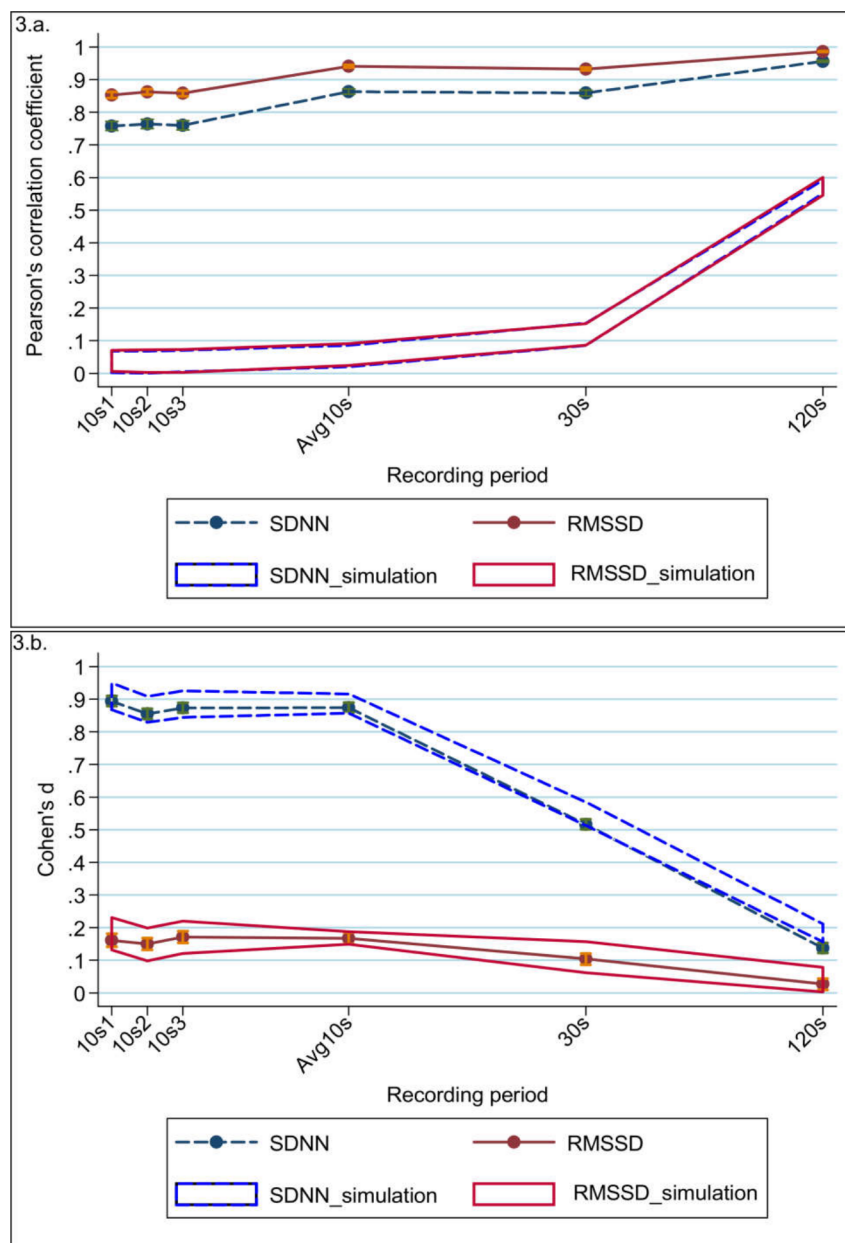 3.a.
1
.9
.8
.7
.6
.5
.4
.3
.2
.1
0
Pearson's correlation coefficient
10s1
10s2
10s3
Avg10s
30s
120s
Recording period
SDNN
RMSSD
SDNN_simulation
RMSSD_simulation
3.b.
1
.9
.8
.7
.6
.5
.4
.3
.2
.1
0
Cohen's d
10s1
10s2
10s3
Avg10s
30s
120s
Recording period
SDNN
RMSSD
SDNN_simulation
RMSSD_simulation